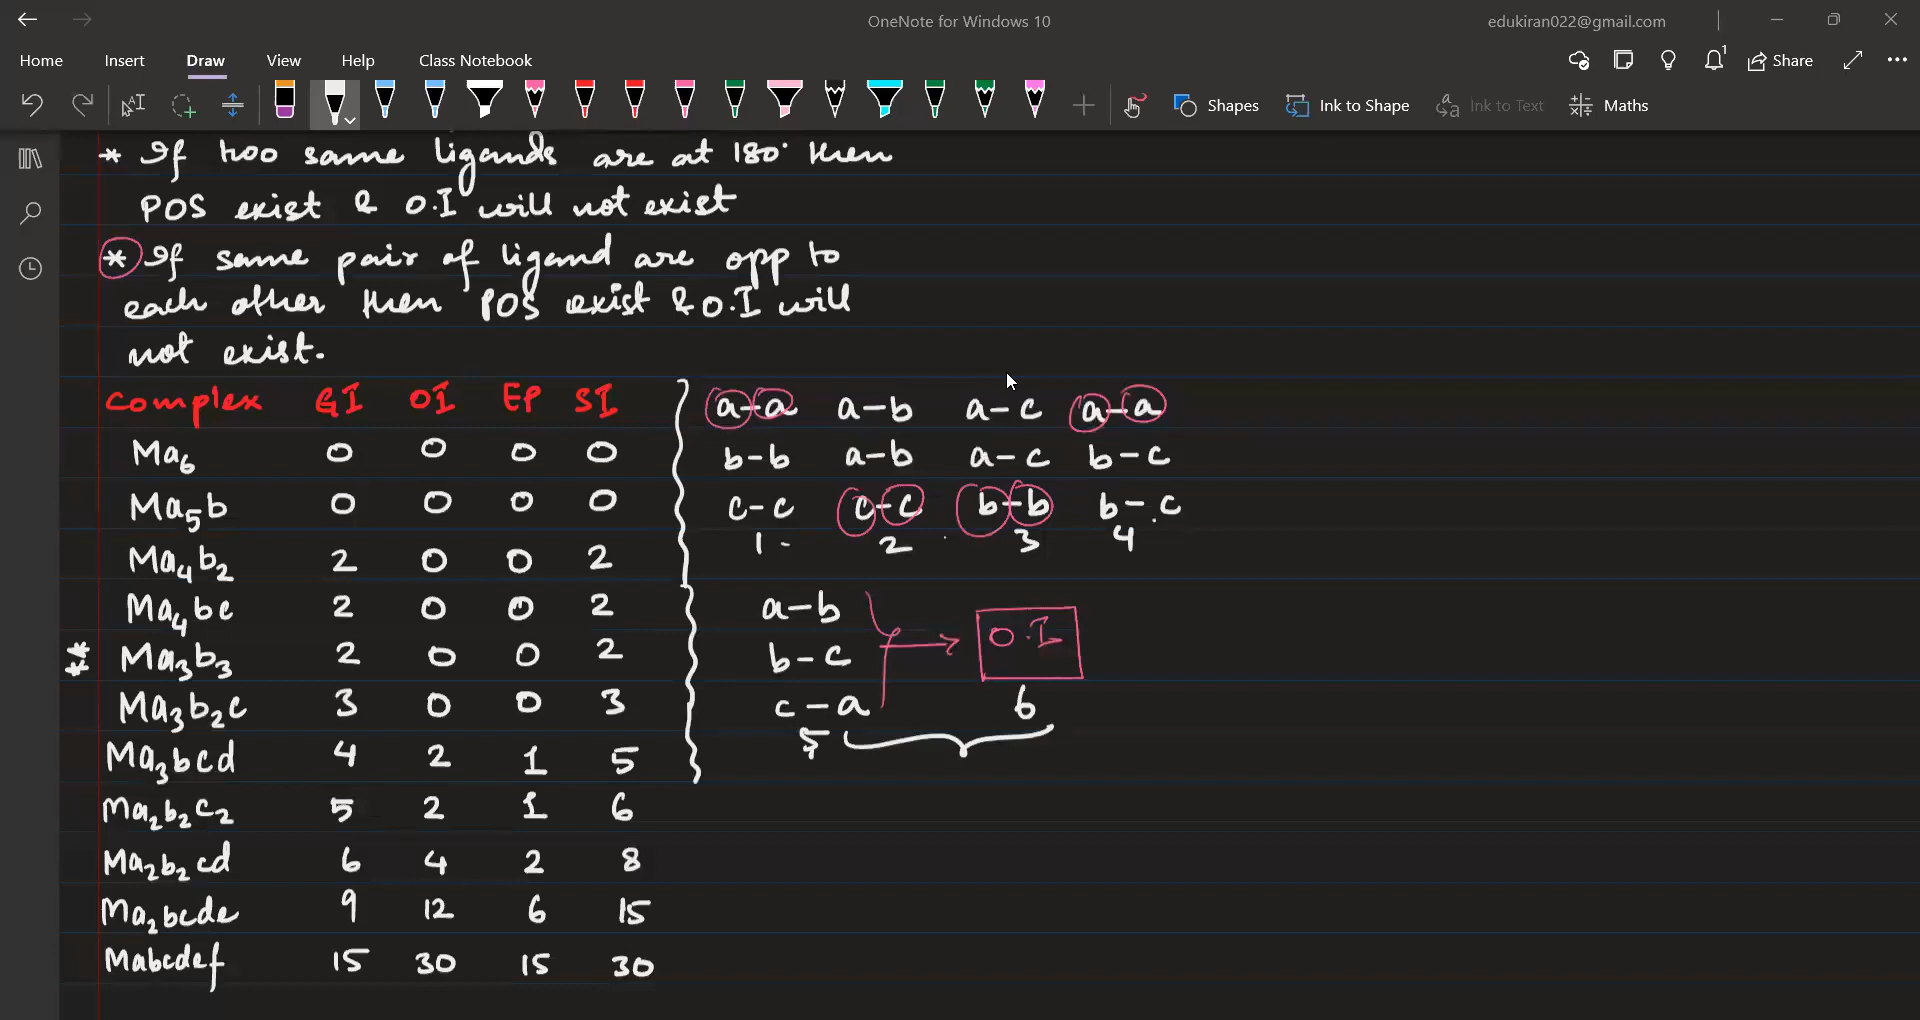 OneNote for Windows 10
edukiran022@gmail.com
Home Insert Draw View Help Class Notebook
1
Share
Shapes Ink to Shape Ink to Text Maths
* If two same ligands are at 180° then
POS exist & O.I will not exist
* If same pair of ligand are opp to
each other then POS exist & O.I will
not exist.
Complex GI OI EP SI
Ma6 0 0 0 0
Ma5b 0 0 0 0
Ma4b2 2 0 0 2
Ma4bc 2 0 0 2
** Ma3b3 2 0 0 2
Ma3b2c 3 0 0 3
Ma3bcd 4 2 1 5
Ma2b2c2 5 2 1 6
Ma2b2cd 6 4 2 8
Ma2bcde 9 12 6 15
Mabcdef 15 30 15 30
a-a a-b a-c a-a
b-b a-b a-c b-c
c-c c-c b-b b-c
1 2 3 4
a-b
b-c
c-a
5
O.I
6